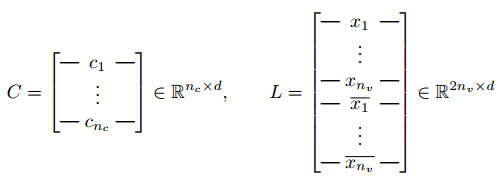 C = [ — c_1 — ⋮ — c_{n_c} — ] ∈ ℝ^{n_c×d},   L = [ — x_1 — ⋮ — x_{n_v} — — \overline{x_1} — ⋮ — \overline{x_{n_v}} — ] ∈ ℝ^{2n_v×d}